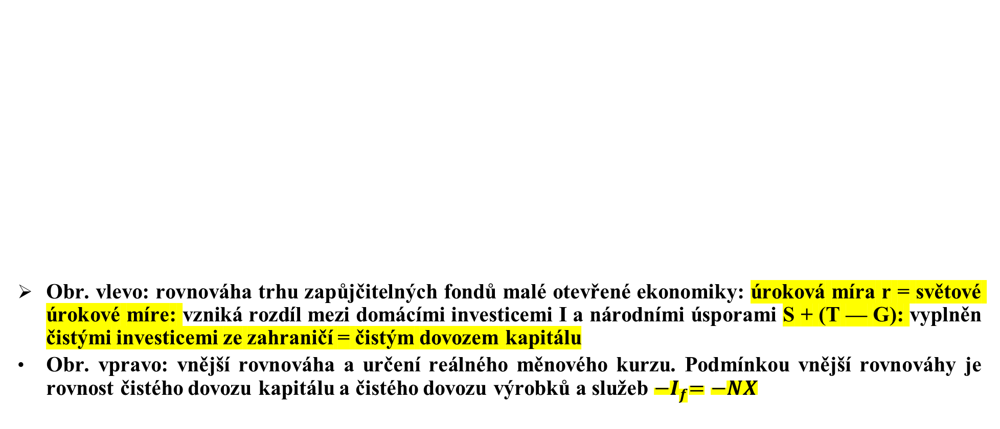 ➢ Obr. vlevo: rovnováha trhu zapůjčitelných fondů malé otevřené ekonomiky: úroková míra r = světové
úrokové míre: vzniká rozdíl mezi domácími investicemi I a národními úsporami S + (T — G): vyplněn
čistými investicemi ze zahraničí = čistým dovozem kapitálu
• Obr. vpravo: vnější rovnováha a určení reálného měnového kurzu. Podmínkou vnější rovnováhy je
rovnost čistého dovozu kapitálu a čistého dovozu výrobků a služeb −I_f = −NX